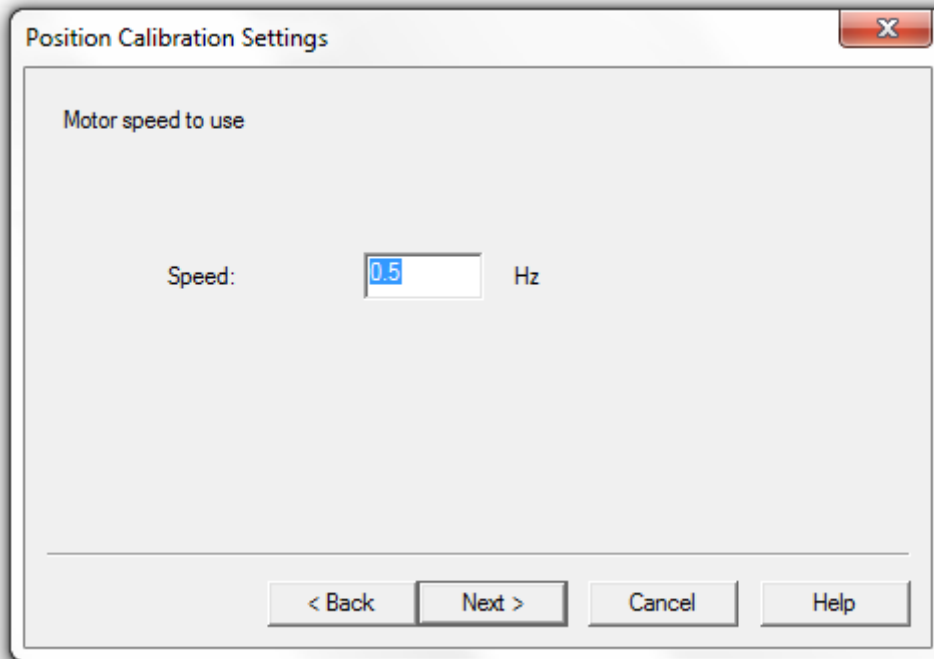 Position Calibration Settings
Motor speed to use
Speed: 0.5 Hz
< Back Next > Cancel Help